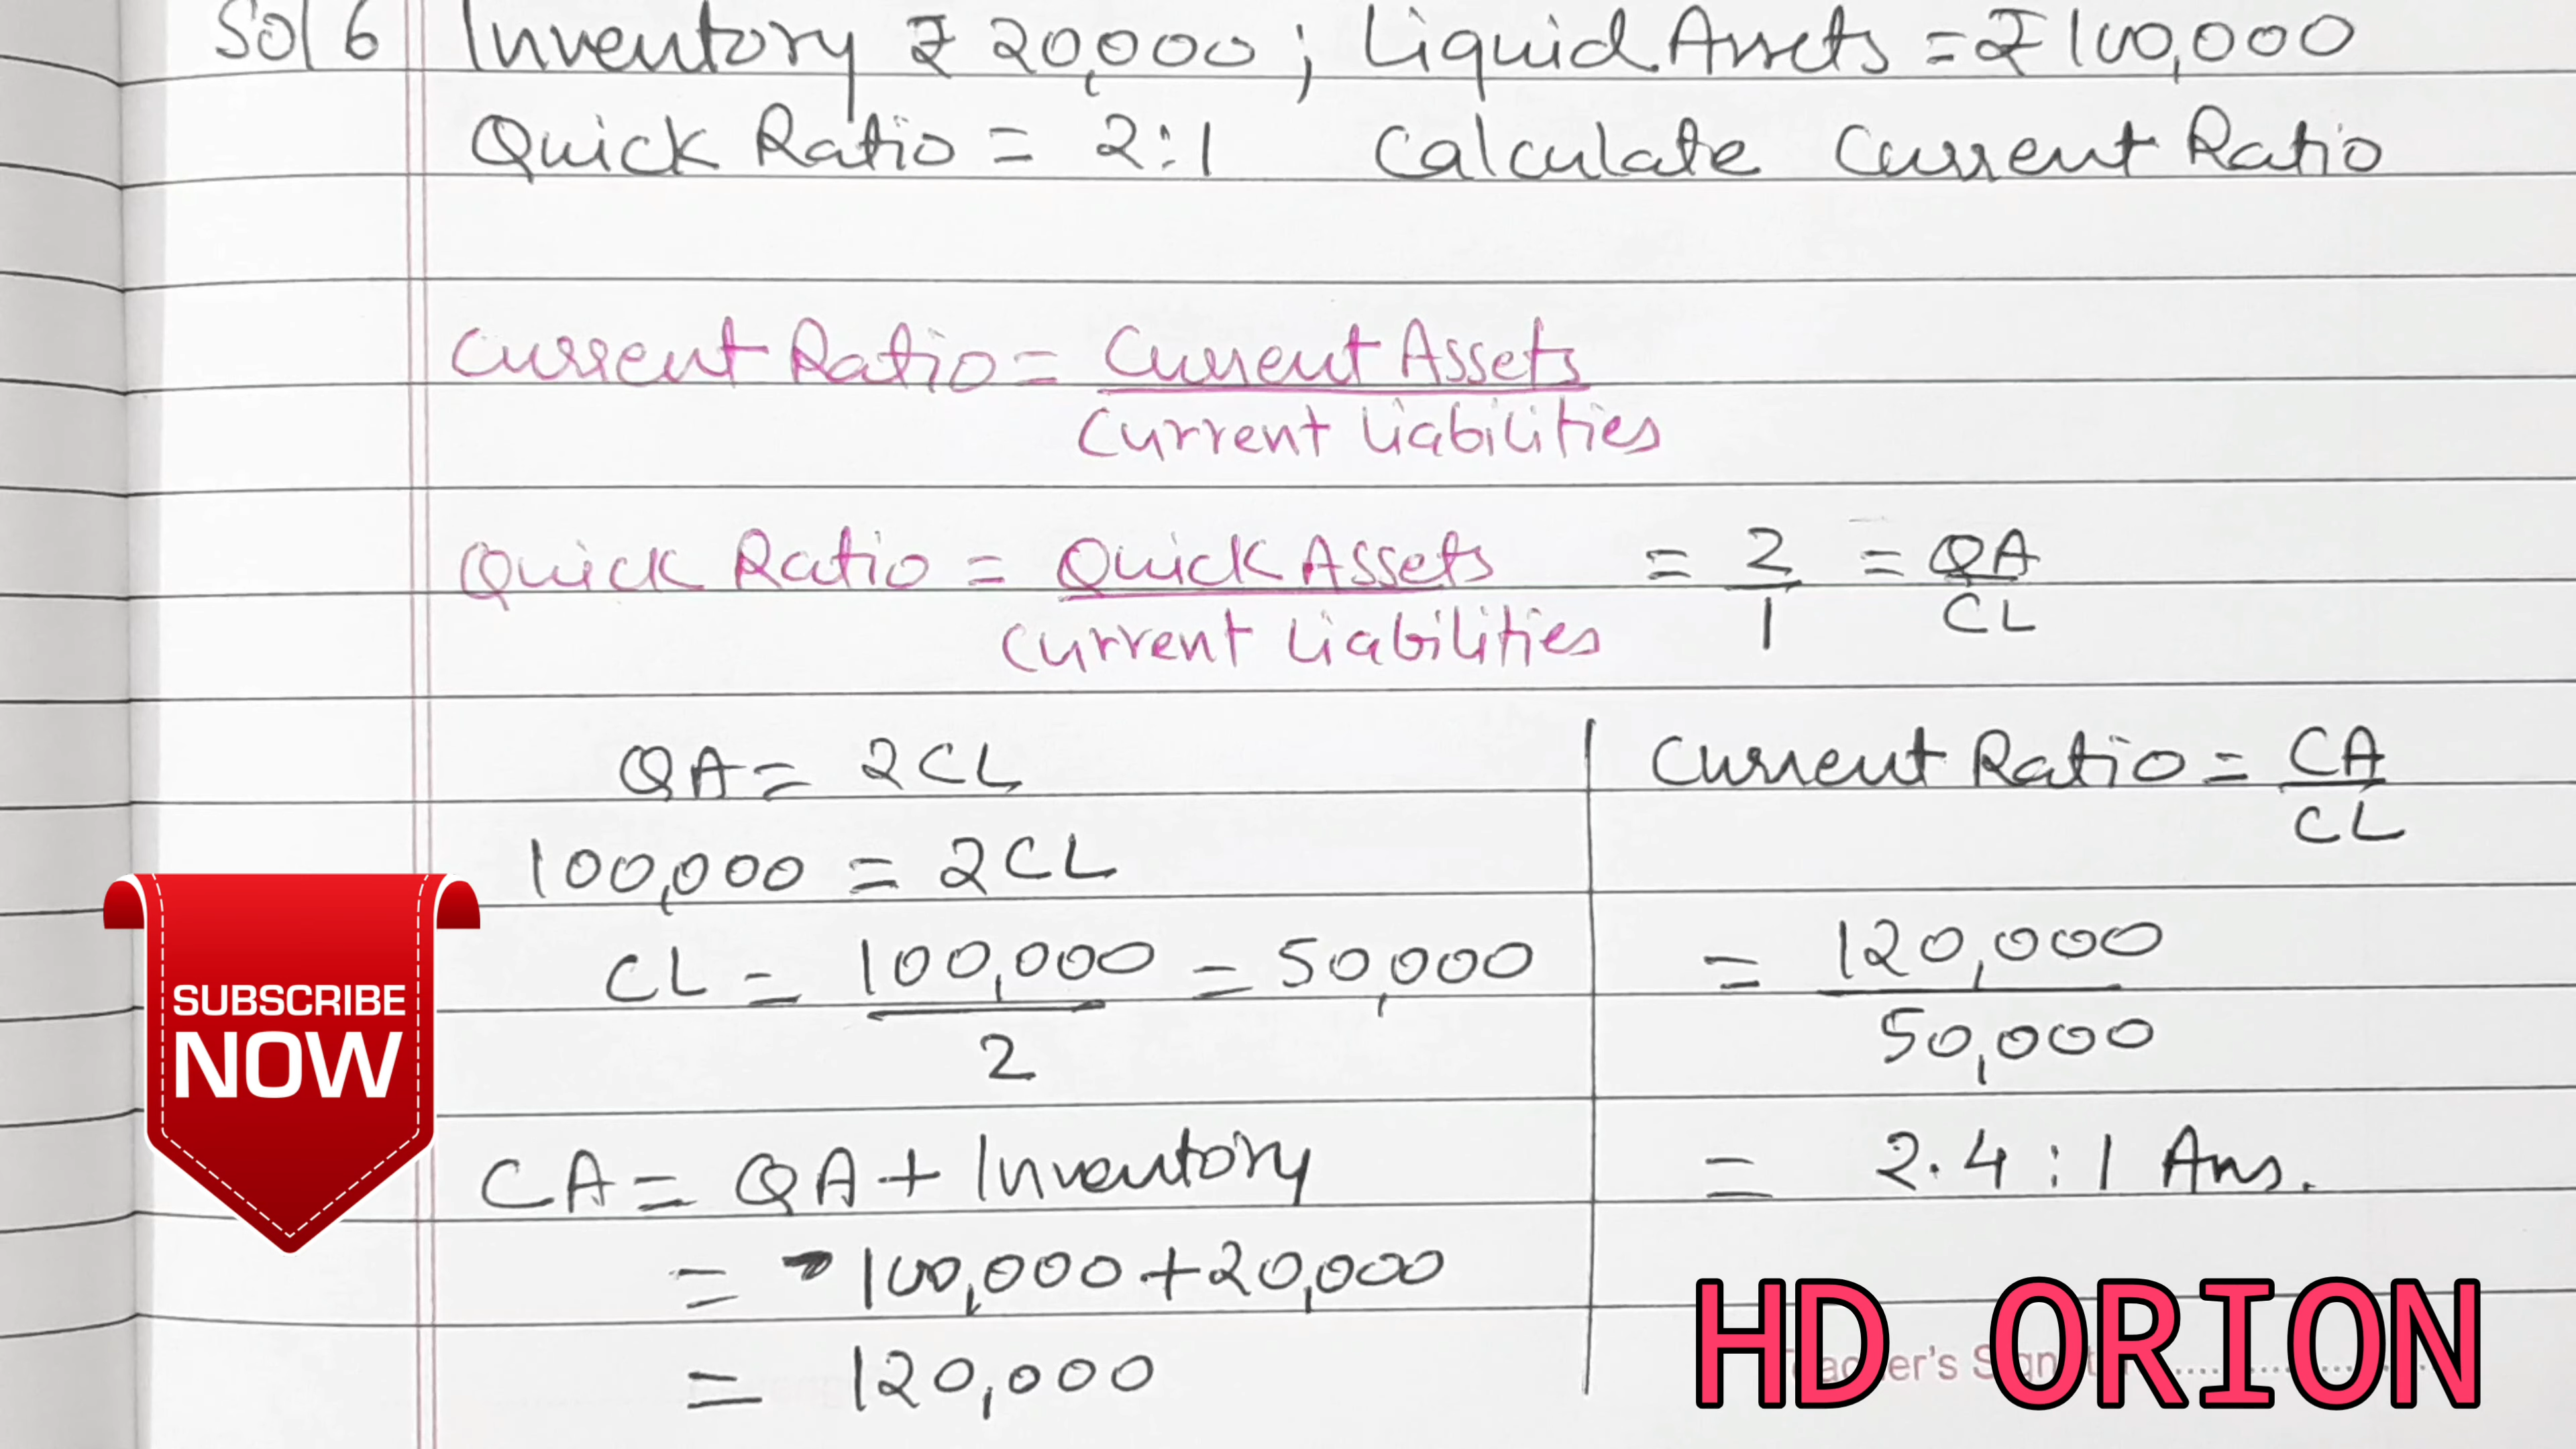 Sol 6 Inventory ₹ 20,000 ; Liquid Assets = ₹ 100,000
Quick Ratio = 2:1 Calculate Current Ratio
Current Ratio = Current Assets
Current Liabilities
Quick Ratio = Quick Assets = 2 = QA
Current Liabilities 1 CL
QA = 2CL
100,000 = 2CL
CL = 100,000 = 50,000
2
CA = QA + Inventory
= 100,000 + 20,000
= 120,000
Current Ratio = CA
CL
= 120,000
50,000
= 2.4 : 1 Ans.
SUBSCRIBE
NOW
HD ORION